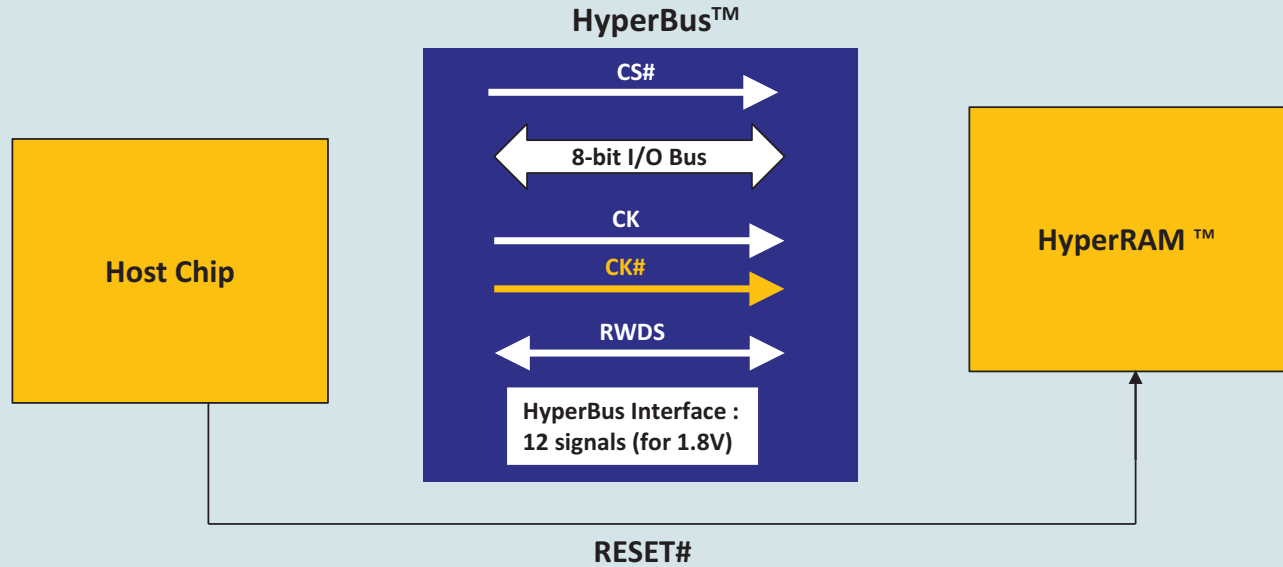 HyperBus™
CS#
8-bit I/O Bus
CK
CK#
RWDS
HyperBus Interface :
12 signals (for 1.8V)
Host Chip
HyperRAM ™
RESET#